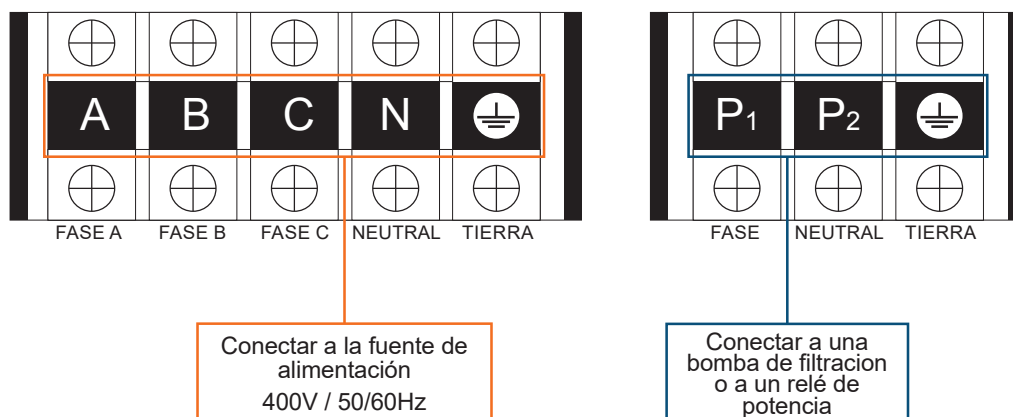 A B C N
FASE A FASE B FASE C NEUTRAL TIERRA
Conectar a la fuente de
alimentación
400V / 50/60Hz
P1 P2
FASE NEUTRAL TIERRA
Conectar a una
bomba de filtracion
o a un relé de
potencia